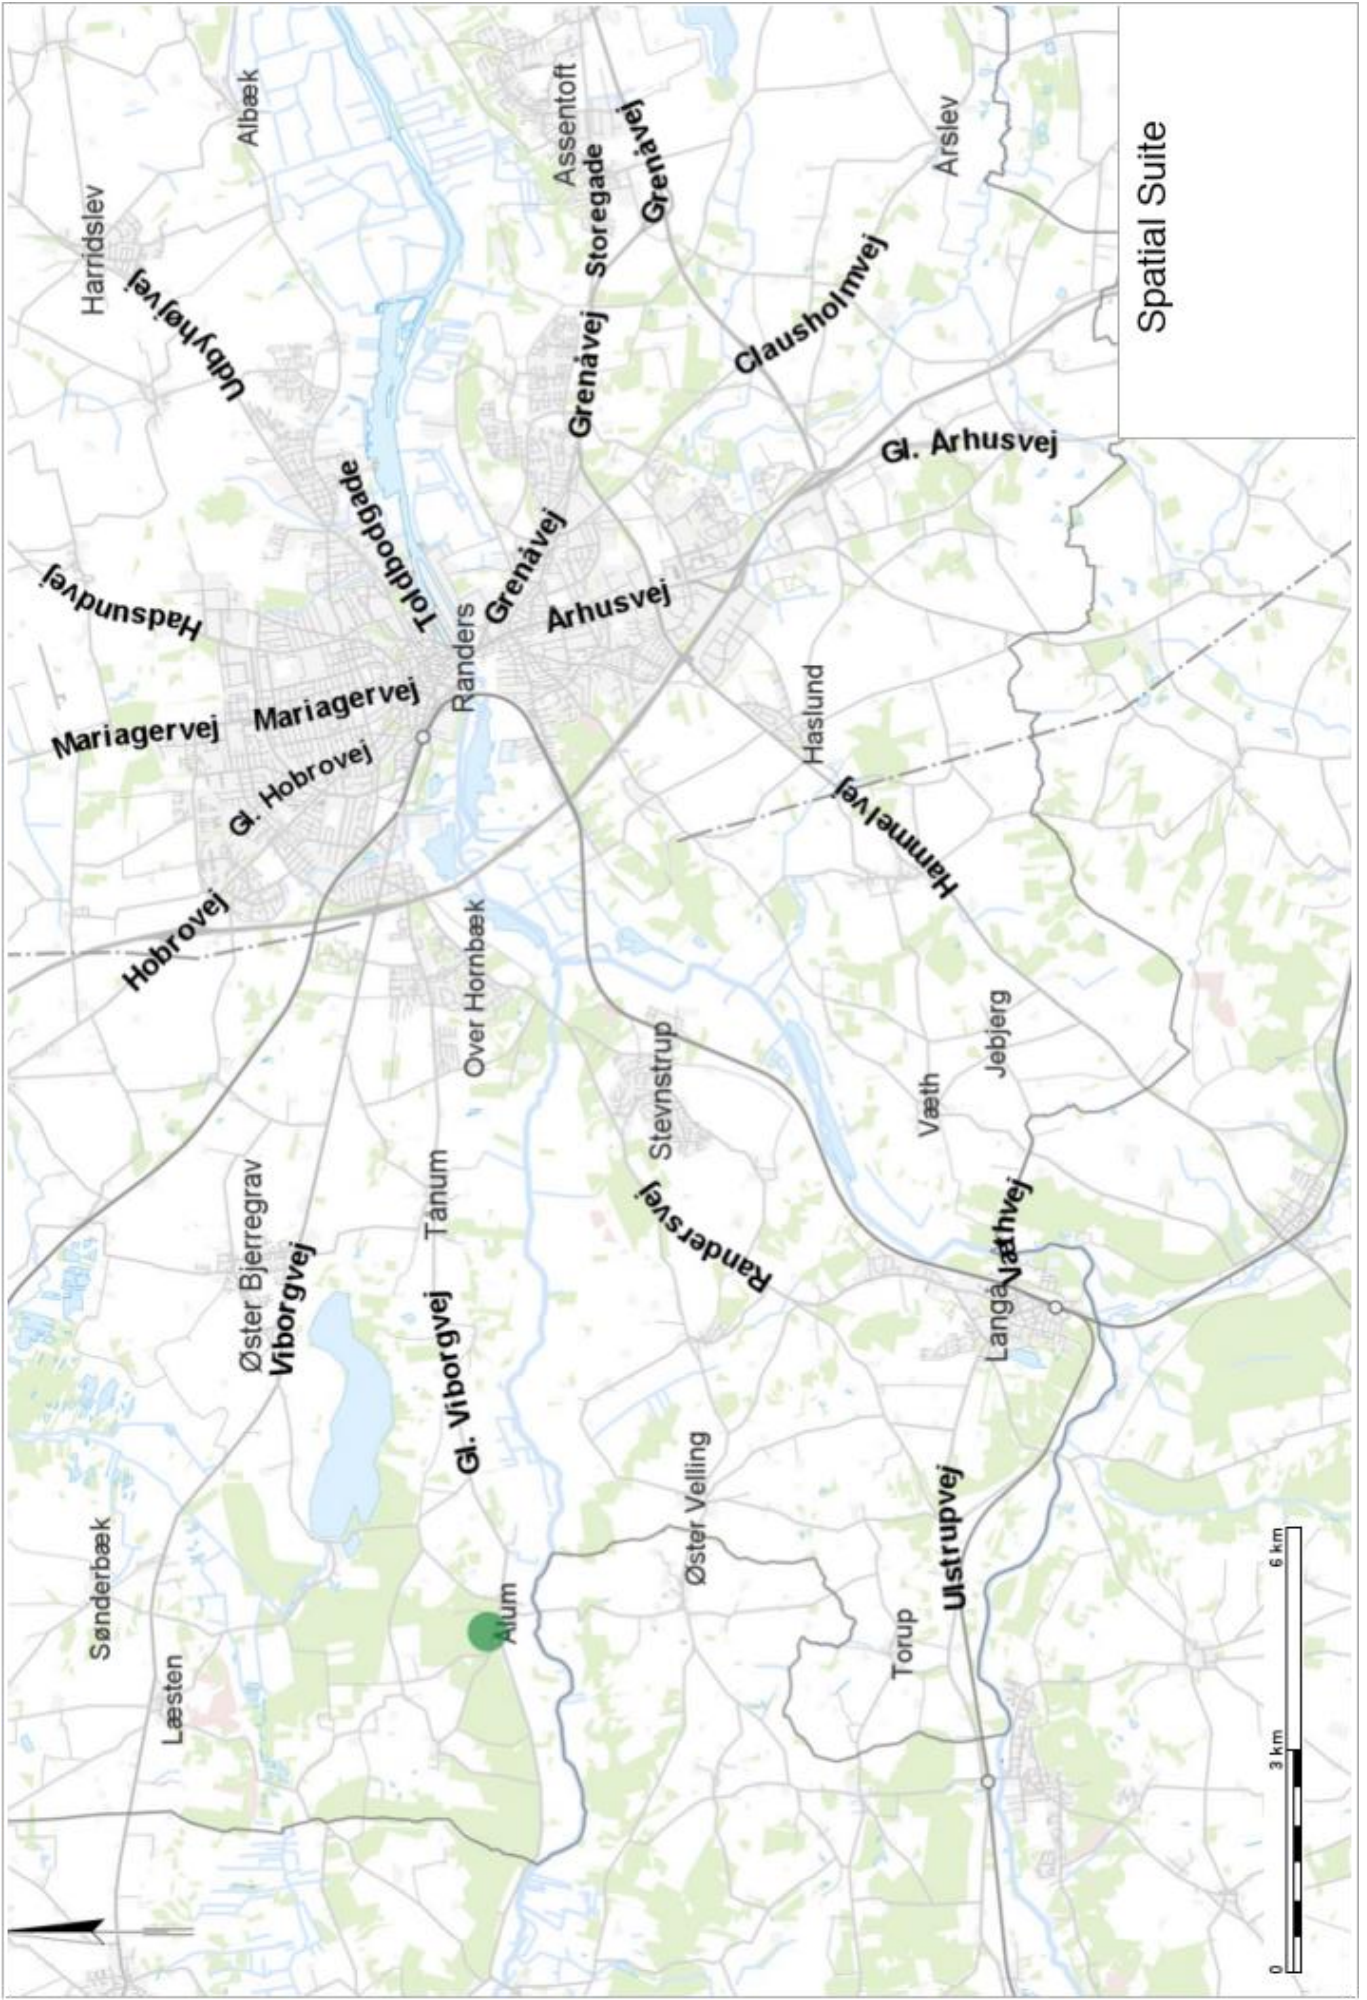 Harridslev
Sønderbæk
Hadsundvej
Mariagervej
Læsten
Hobrovej
Udbyhøjvej
Albæk
Øster Bjerregrav
Viborgvej
Gl. Hobrovej
Mariagervej
Toldbodgade
Tånum
Gl. Viborgvej
Randers
Over Hornbæk
Alum
Grenåvej
Assentoft
Grenåvej
Storegade
Arhusvej
Grenåvej
Stevnstrup
Øster Velling
Randersvej
Haslund
Clausholmvej
Hammelvej
Torup
Væth
Ulstrupvej
Arslev
Gl. Arhusvej
Jebjerg
Langå
Væthvej
Spatial Suite
0 3 km 6 km